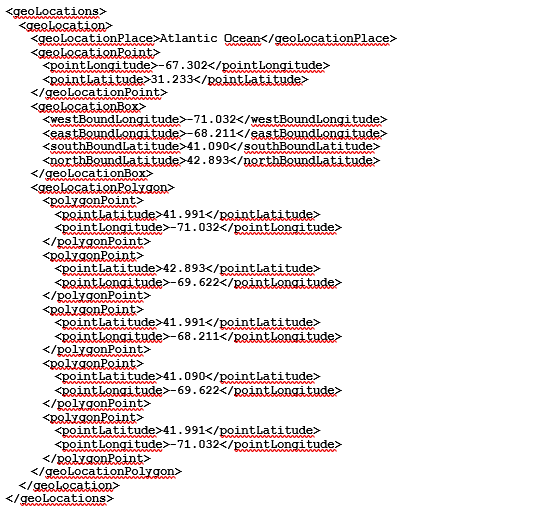 <geoLocations>
<geoLocation>
<geoLocationPlace>Atlantic Ocean</geoLocationPlace>
<geoLocationPoint>
<pointLongitude>-67.302</pointLongitude>
<pointLatitude>31.233</pointLatitude>
</geoLocationPoint>
<geoLocationBox>
<westBoundLongitude>-71.032</westBoundLongitude>
<eastBoundLongitude>-68.211</eastBoundLongitude>
<southBoundLatitude>41.090</southBoundLatitude>
<northBoundLatitude>42.893</northBoundLatitude>
</geoLocationBox>
<geoLocationPolygon>
<polygonPoint>
<pointLatitude>41.991</pointLatitude>
<pointLongitude>-71.032</pointLongitude>
</polygonPoint>
<polygonPoint>
<pointLatitude>42.893</pointLatitude>
<pointLongitude>-69.622</pointLongitude>
</polygonPoint>
<polygonPoint>
<pointLatitude>41.991</pointLatitude>
<pointLongitude>-68.211</pointLongitude>
</polygonPoint>
<polygonPoint>
<pointLatitude>41.090</pointLatitude>
<pointLongitude>-69.622</pointLongitude>
</polygonPoint>
<polygonPoint>
<pointLatitude>41.991</pointLatitude>
<pointLongitude>-71.032</pointLongitude>
</polygonPoint>
</geoLocationPolygon>
</geoLocation>
</geoLocations>